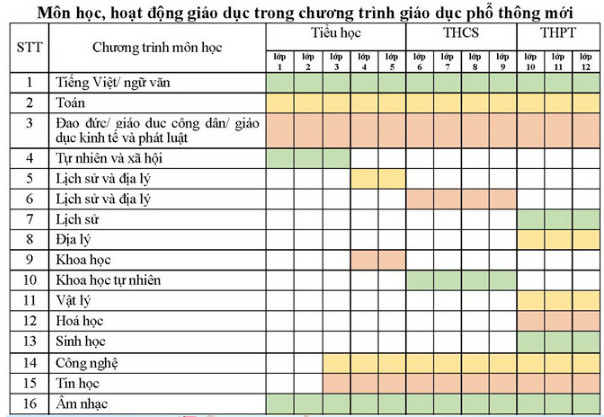 Môn học, hoạt động giáo dục trong chương trình giáo dục phổ thông mới
STT Chương trình môn học Tiểu học THCS THPT
lớp 1 lớp 2 lớp 3 lớp 4 lớp 5 lớp 6 lớp 7 lớp 8 lớp 9 lớp 10 lớp 11 lớp 12
1 Tiếng Việt/ ngữ văn
2 Toán
3 Đao đức/ giáo duc công dân/ giáo
dục kinh tế và phát luật
4 Tự nhiên và xã hội
5 Lịch sử và địa lý
6 Lịch sử và địa lý
7 Lịch sử
8 Địa lý
9 Khoa học
10 Khoa học tự nhiên
11 Vật lý
12 Hoá học
13 Sinh học
14 Công nghệ
15 Tin học
16 Âm nhạc